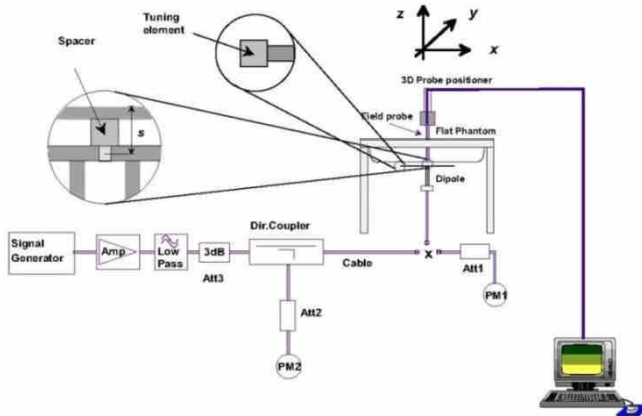 Tuning
element
Spacer
s
z
y
x
3D Probe positioner
Field probe
Flat Phantom
Dipole
Signal
Generator
Amp
Low
Pass
3dB
Att3
Dir.Coupler
Cable
x
Att1
PM1
Att2
PM2